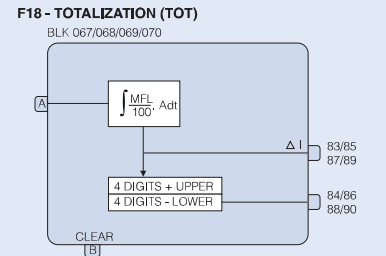 F18 - TOTALIZATION (TOT)
BLK 067/068/069/070
A
∫ MFL/100 . Adt
Δ I
83/85
87/89
4 DIGITS + UPPER
4 DIGITS - LOWER
84/86
88/90
CLEAR
B